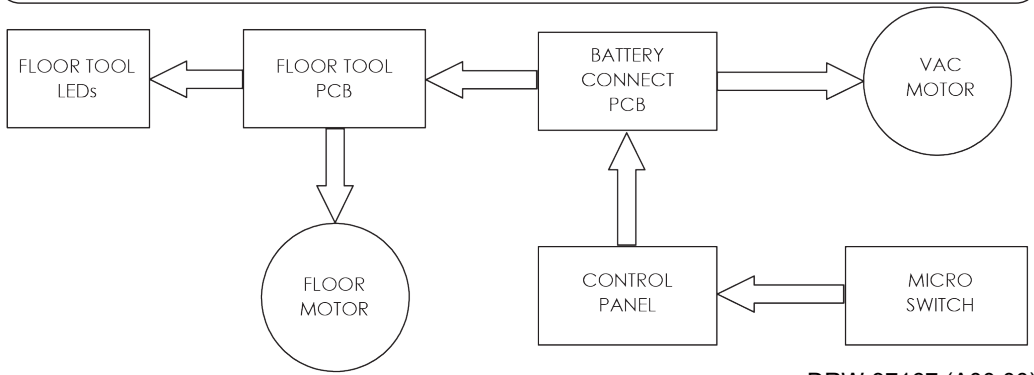 FLOOR TOOL
LEDs
FLOOR TOOL
PCB
BATTERY
CONNECT
PCB
VAC
MOTOR
FLOOR
MOTOR
CONTROL
PANEL
MICRO
SWITCH